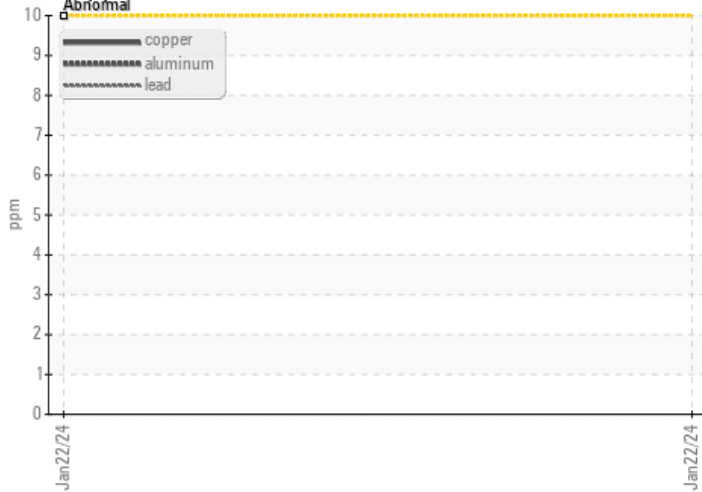 Abnormal
10
9
8
7
6
5
4
3
2
1
0
ppm
copper
aluminum
lead
Jan22/24
Jan22/24